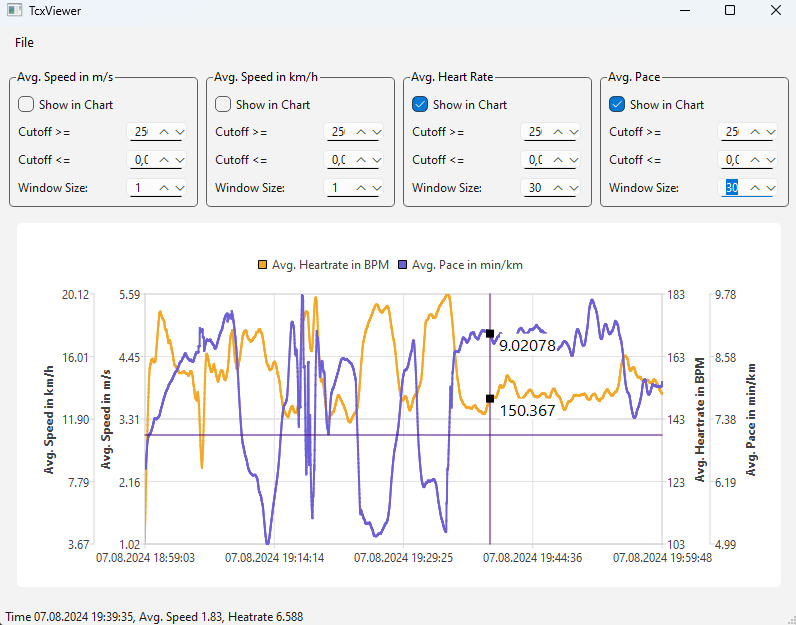 TcxViewer
File
Avg. Speed in m/s Avg. Speed in km/h Avg. Heart Rate Avg. Pace
Show in Chart Show in Chart Show in Chart Show in Chart
Cutoff >= 25 Cutoff >= 25 Cutoff >= 25 Cutoff >= 25
Cutoff <= 0,0 Cutoff <= 0,0 Cutoff <= 0,0 Cutoff <= 0,0
Window Size: 1 Window Size: 1 Window Size: 30 Window Size: 30
Avg. Heartrate in BPM Avg. Pace in min/km
20.12 5.59 183 9.78
16.01 4.45 163 8.58
11.90 3.31 143 7.38
7.79 2.16 123 6.19
3.67 1.02 103 4.99
Avg. Speed in km/h
Avg. Speed in m/s
9.02078
150.367
Avg. Heartrate in BPM
Avg. Pace in min/km
07.08.2024 18:59:03 07.08.2024 19:14:14 07.08.2024 19:29:25 07.08.2024 19:44:36 07.08.2024 19:59:48
Time 07.08.2024 19:39:35, Avg. Speed 1.83, Heatrate 6.588